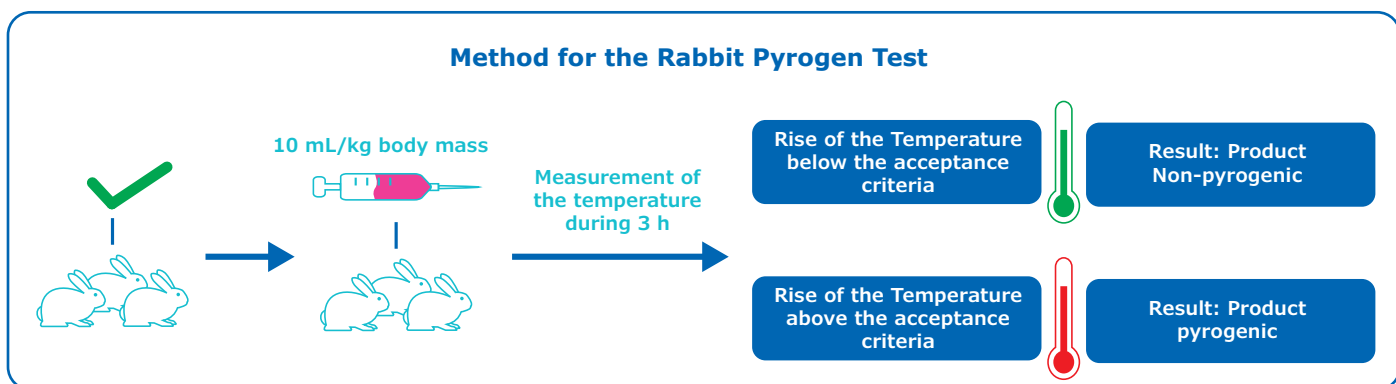 Method for the Rabbit Pyrogen Test
10 mL/kg body mass
Measurement of
the temperature
during 3 h
Rise of the Temperature
below the acceptance
criteria
Result: Product
Non-pyrogenic
Rise of the Temperature
above the acceptance
criteria
Result: Product
pyrogenic